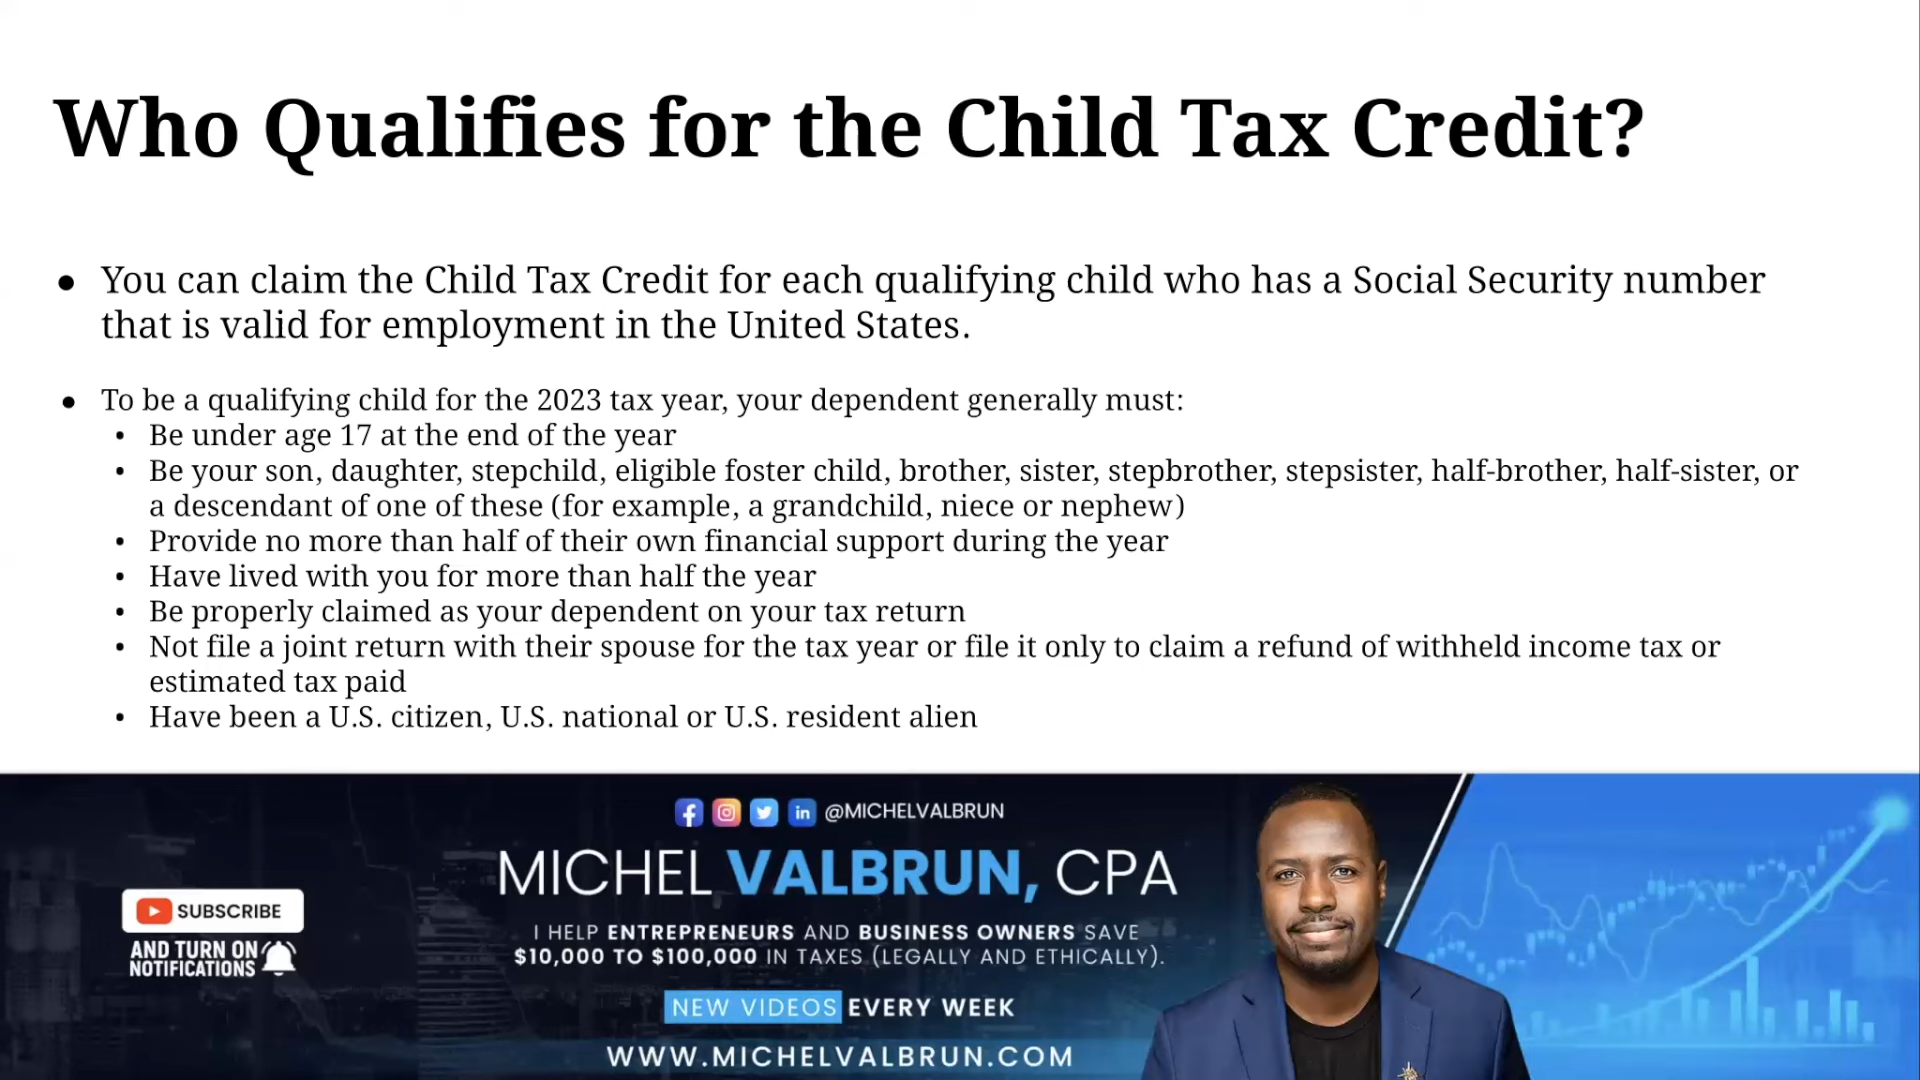 Who Qualifies for the Child Tax Credit?
● You can claim the Child Tax Credit for each qualifying child who has a Social Security number
that is valid for employment in the United States.
● To be a qualifying child for the 2023 tax year, your dependent generally must:
• Be under age 17 at the end of the year
• Be your son, daughter, stepchild, eligible foster child, brother, sister, stepbrother, stepsister, half-brother, half-sister, or
a descendant of one of these (for example, a grandchild, niece or nephew)
• Provide no more than half of their own financial support during the year
• Have lived with you for more than half the year
• Be properly claimed as your dependent on your tax return
• Not file a joint return with their spouse for the tax year or file it only to claim a refund of withheld income tax or
estimated tax paid
• Have been a U.S. citizen, U.S. national or U.S. resident alien
@MICHELVALBRUN
MICHEL VALBRUN, CPA
I HELP ENTREPRENEURS AND BUSINESS OWNERS SAVE
$10,000 TO $100,000 IN TAXES (LEGALLY AND ETHICALLY).
NEW VIDEOS EVERY WEEK
WWW.MICHELVALBRUN.COM
SUBSCRIBE
AND TURN ON
NOTIFICATIONS